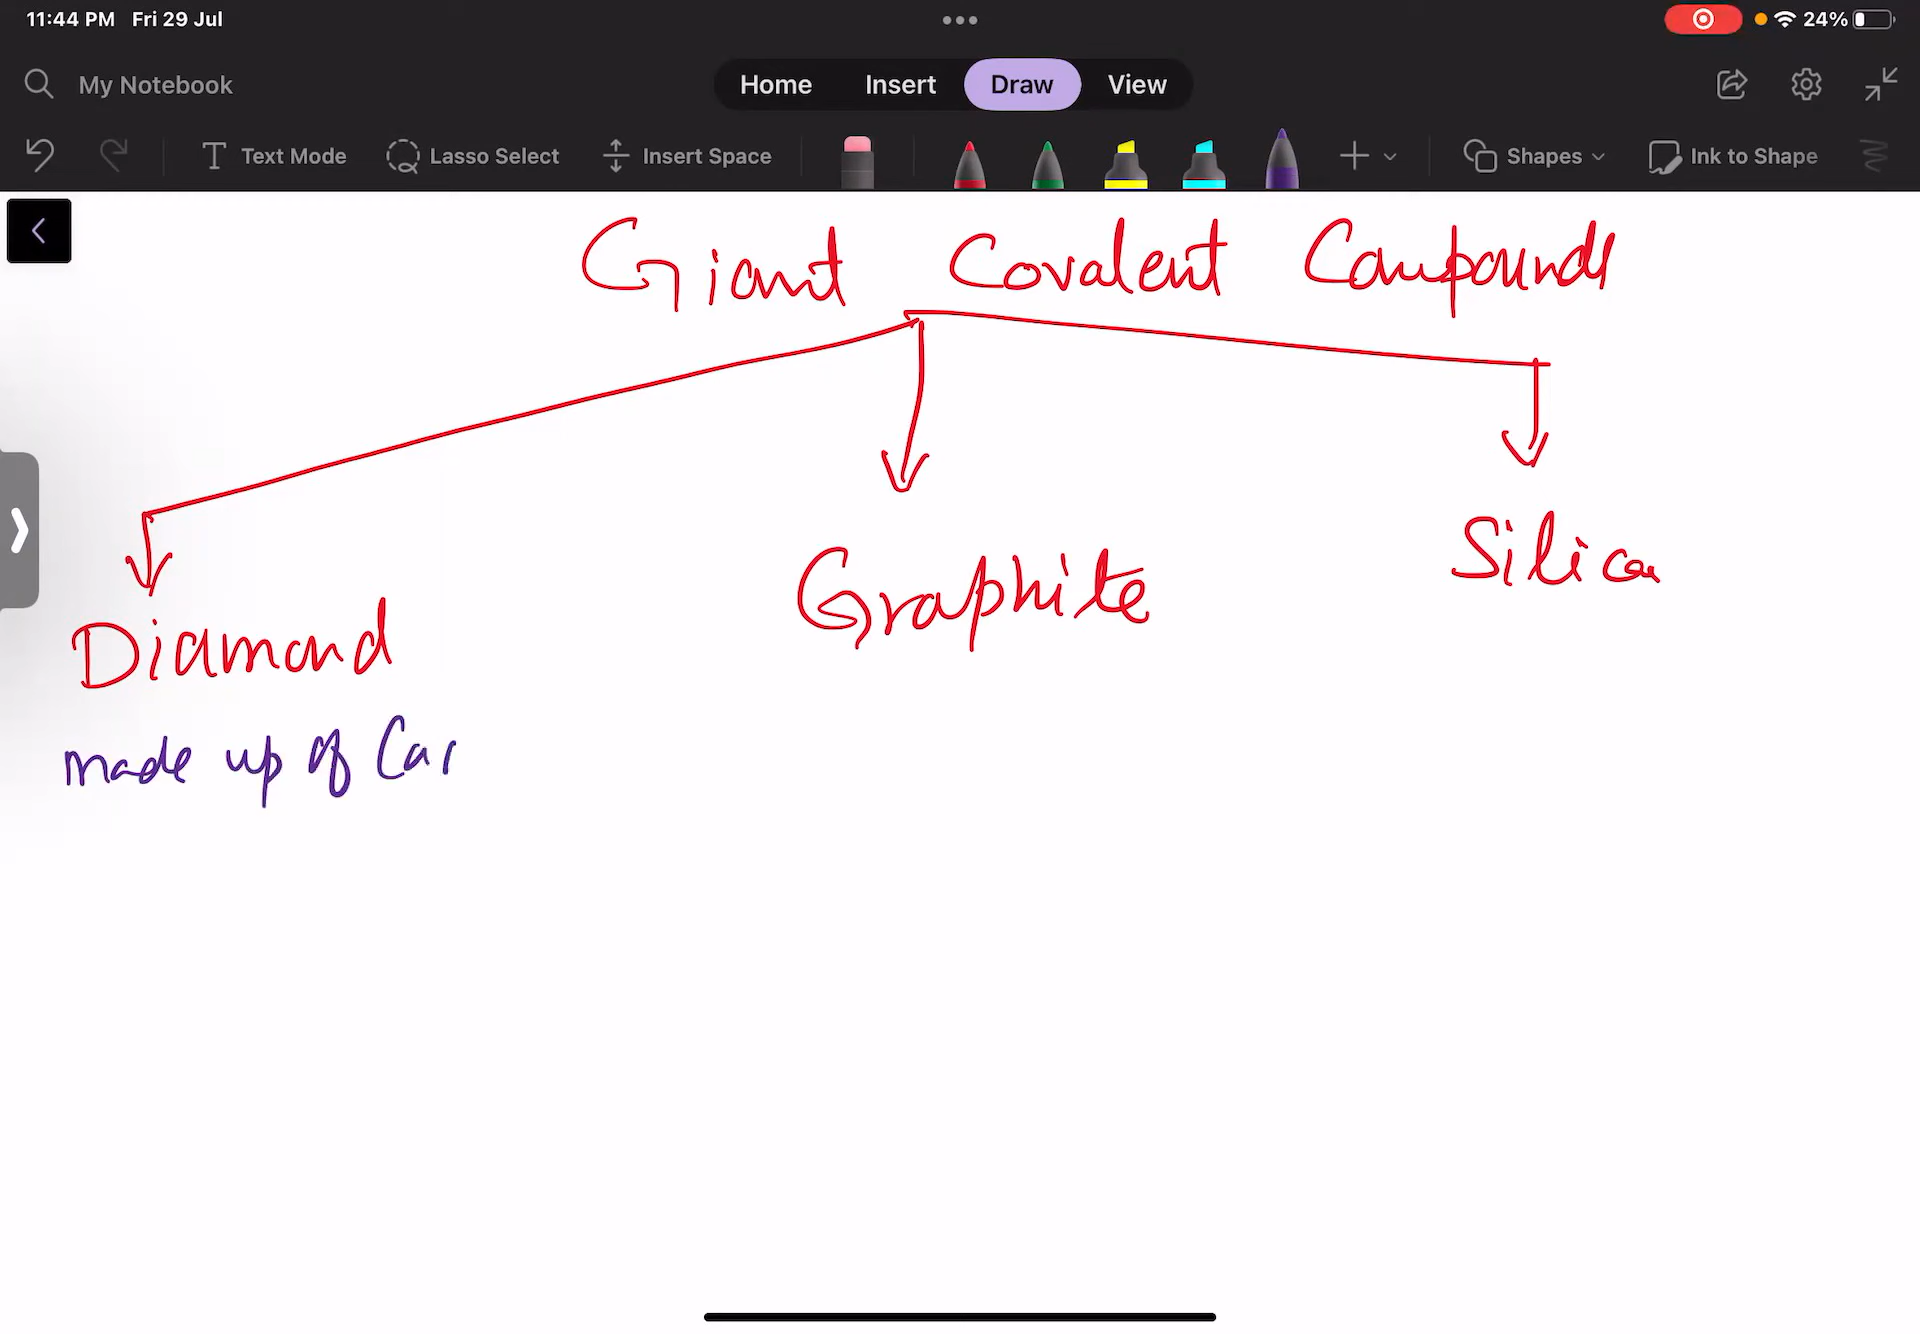 11:44 PM Fri 29 Jul
24%
My Notebook
Home Insert Draw View
Text Mode Lasso Select Insert Space Shapes Ink to Shape
Giant Covalent Compounds
Diamond Graphite Silica
made up of Car